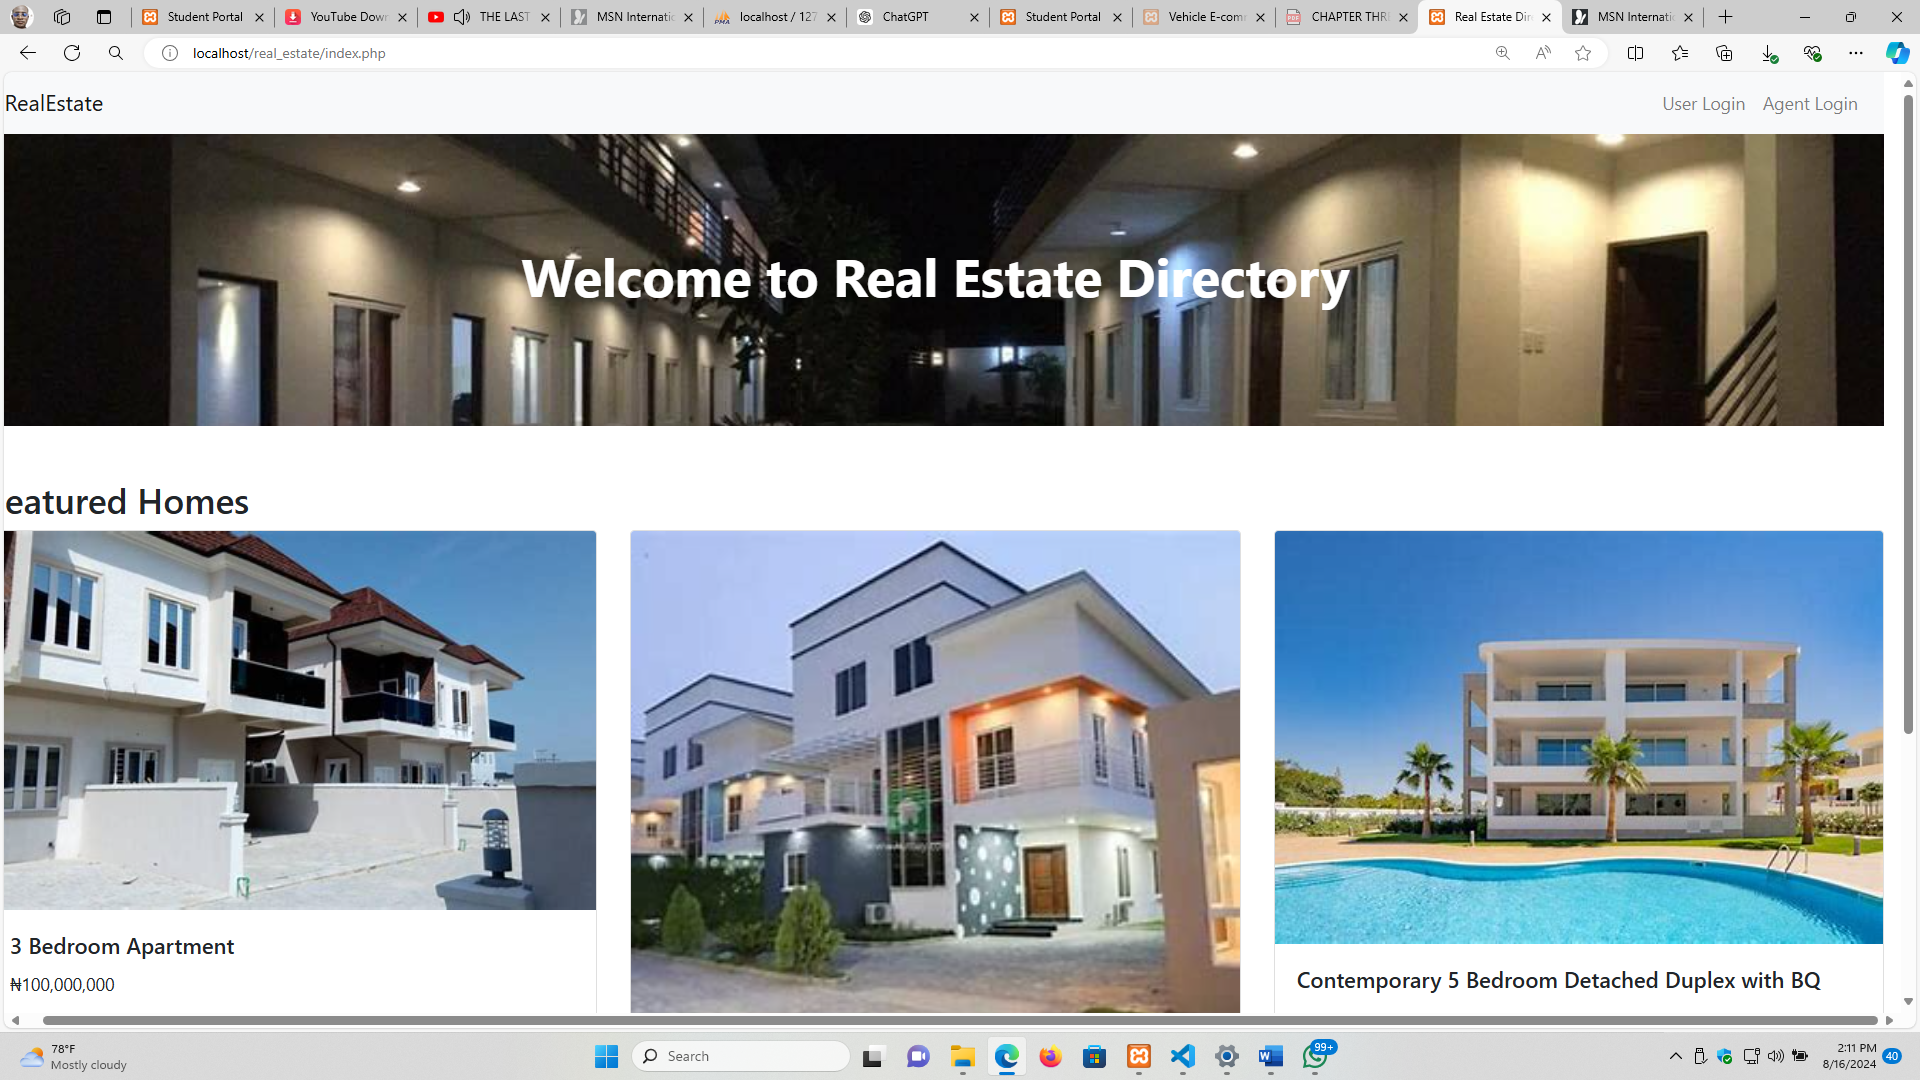 Student Portal
YouTube Dow
THE LAST
MSN Internatio
localhost / 127
ChatGPT
Student Portal
Vehicle E-com
CHAPTER THRE
Real Estate Dir
MSN Internatio
localhost/real_estate/index.php
RealEstate
User Login
Agent Login
Welcome to Real Estate Directory
eatured Homes
3 Bedroom Apartment
₦100,000,000
Contemporary 5 Bedroom Detached Duplex with BQ
78°F
Mostly cloudy
Search
99+
2:11 PM
8/16/2024
40